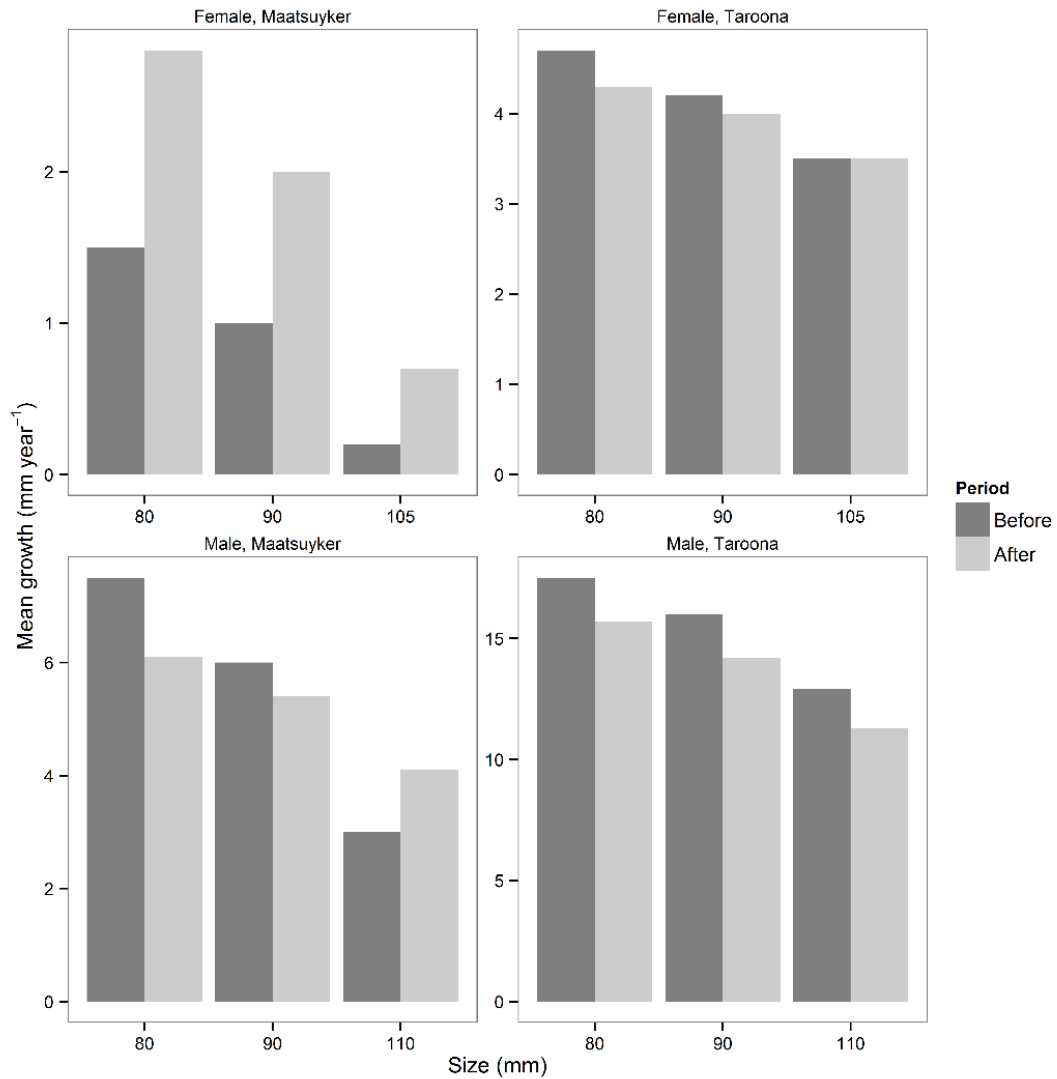 Female, Maatsuyker
Female, Taroona
2
1
0
80 90 105
4
3
2
1
0
80 90 105
Male, Maatsuyker
Male, Taroona
6
4
2
0
80 90 110
15
10
5
0
80 90 110
Mean growth (mm year⁻¹)
Size (mm)
Period
Before
After